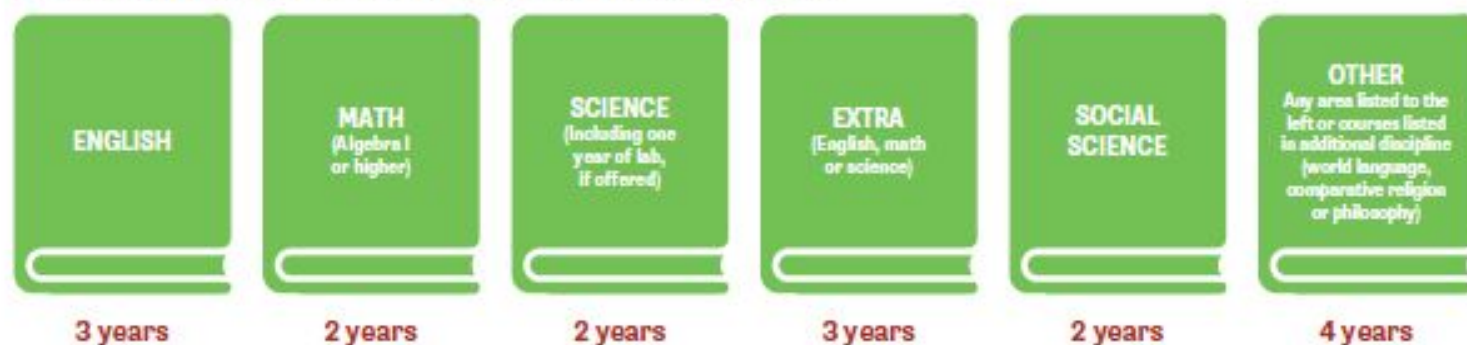 ENGLISH
3 years
MATH
(Algebra I
or higher)
2 years
SCIENCE
(Including one
year of lab,
if offered)
2 years
EXTRA
(English, math
or science)
3 years
SOCIAL
SCIENCE
2 years
OTHER
Any area listed to the
left or courses listed
in additional discipline
(world language,
comparative religion
or philosophy)
4 years